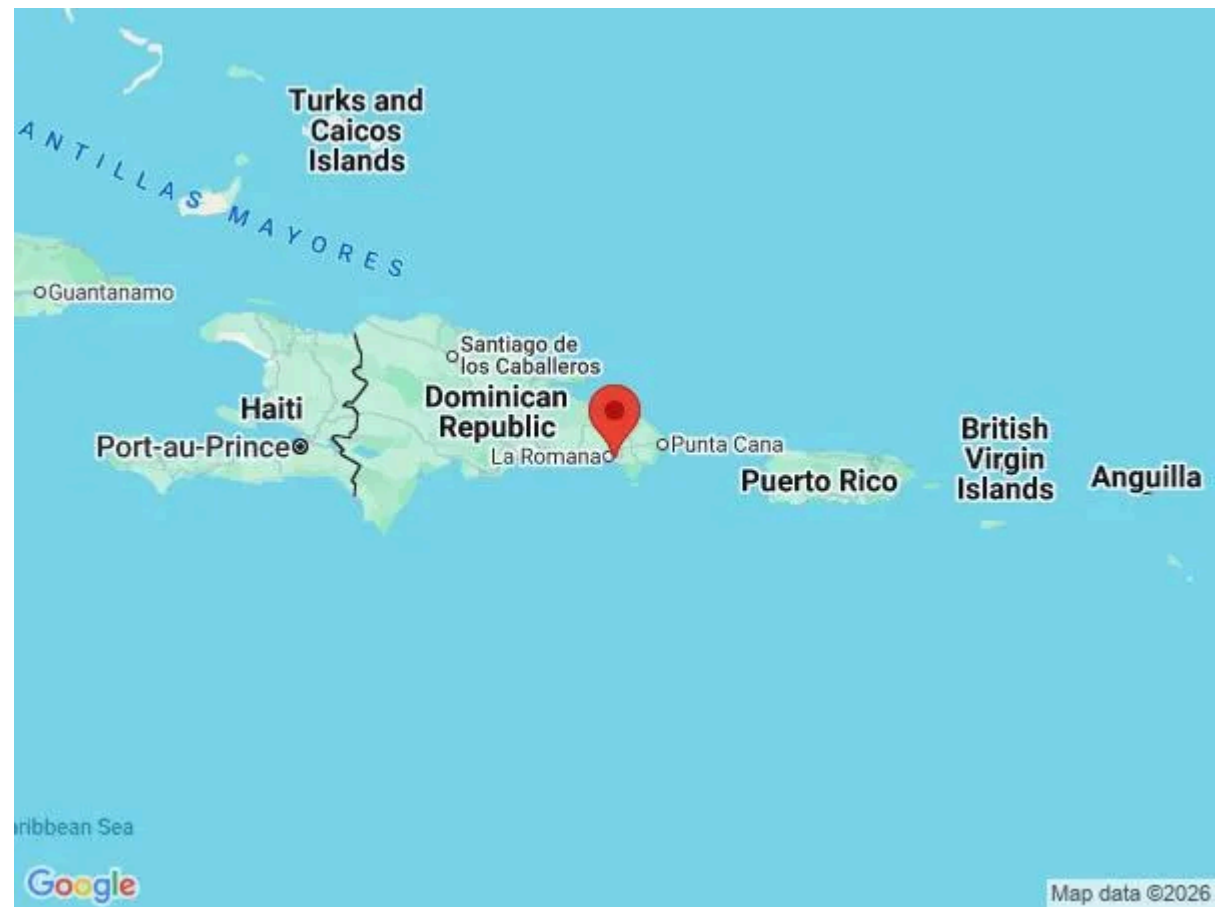 Turks and
Caicos
Islands
ANTILLAS MAYORES
Guantanamo
Santiago de
los Caballeros
Dominican
Republic
Haiti
Port-au-Prince
La Romana
Punta Cana
Puerto Rico
British
Virgin
Islands
Anguilla
aribbean Sea
Google
Map data ©2026